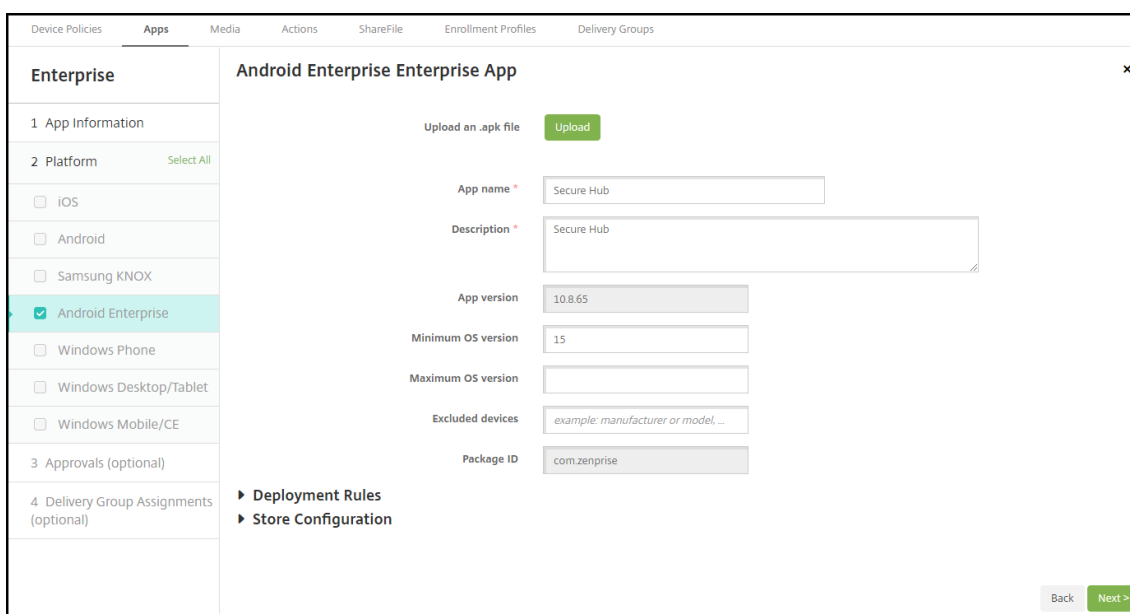 Device Policies Apps Media Actions ShareFile Enrollment Profiles Delivery Groups
Enterprise
1 App Information
2 Platform Select All
iOS
Android
Samsung KNOX
Android Enterprise
Windows Phone
Windows Desktop/Tablet
Windows Mobile/CE
3 Approvals (optional)
4 Delivery Group Assignments
(optional)
Android Enterprise Enterprise App
Upload an .apk file Upload
App name * Secure Hub
Description * Secure Hub
App version 10.8.65
Minimum OS version 15
Maximum OS version
Excluded devices example: manufacturer or model, ...
Package ID com.zenprise
Deployment Rules
Store Configuration
Back Next >